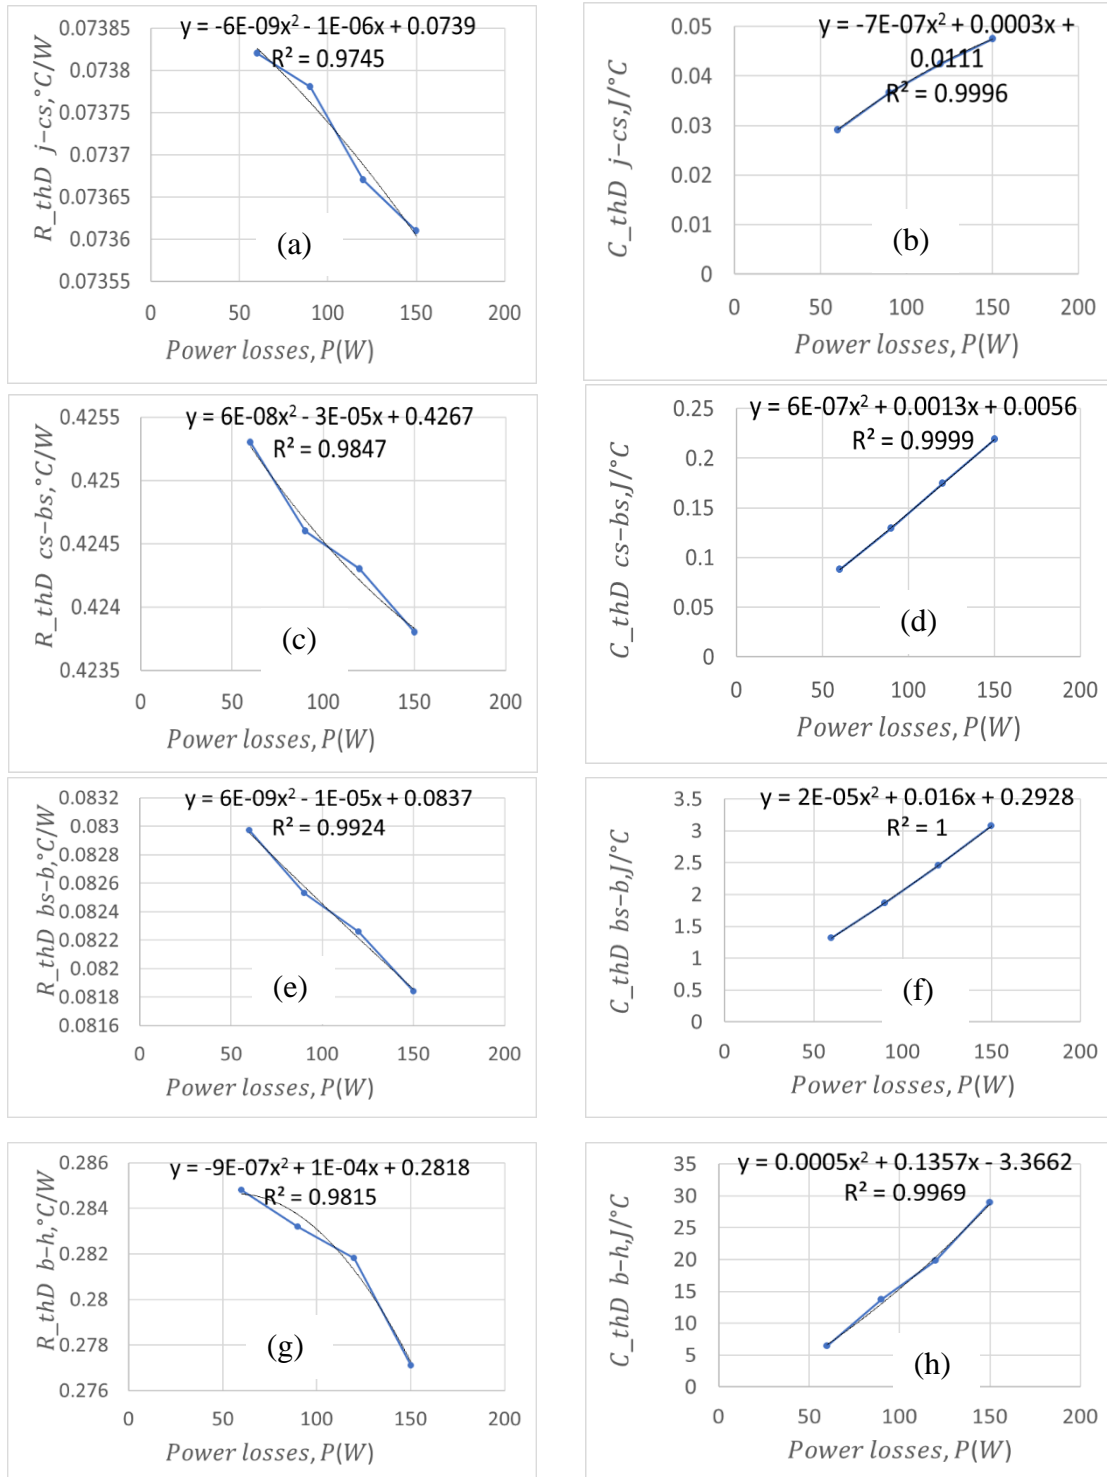 y = -6E-09x² - 1E-06x + 0.0739
R² = 0.9745
0.07385
0.0738
0.07375
0.0737
0.07365
0.0736
0.07355
R_thD j−cs,°C/W
(a)
0 50 100 150 200
Power losses, P(W)
y = -7E-07x² + 0.0003x +
0.0111
R² = 0.9996
0.05
0.04
0.03
0.02
0.01
0
C_thD j−cs,J/°C
(b)
0 50 100 150 200
Power losses, P(W)
y = 6E-08x² - 3E-05x + 0.4267
R² = 0.9847
0.4255
0.425
0.4245
0.424
0.4235
R_thD cs−bs,°C/W
(c)
0 50 100 150 200
Power losses, P(W)
y = 6E-07x² + 0.0013x + 0.0056
R² = 0.9999
0.25
0.2
0.15
0.1
0.05
0
C_thD cs−bs,J/°C
(d)
0 50 100 150 200
Power losses, P(W)
y = 6E-09x² - 1E-05x + 0.0837
R² = 0.9924
0.0832
0.083
0.0828
0.0826
0.0824
0.0822
0.082
0.0818
0.0816
R_thD bs−b,°C/W
(e)
0 50 100 150 200
Power losses, P(W)
y = 2E-05x² + 0.016x + 0.2928
R² = 1
3.5
3
2.5
2
1.5
1
0.5
0
C_thD bs−b,J/°C
(f)
0 50 100 150 200
Power losses, P(W)
y = -9E-07x² + 1E-04x + 0.2818
R² = 0.9815
0.286
0.284
0.282
0.28
0.278
0.276
R_thD b−h,°C/W
(g)
0 50 100 150 200
Power losses, P(W)
y = 0.0005x² + 0.1357x - 3.3662
R² = 0.9969
35
30
25
20
15
10
5
0
C_thD b−h,J/°C
(h)
0 50 100 150 200
Power losses, P(W)